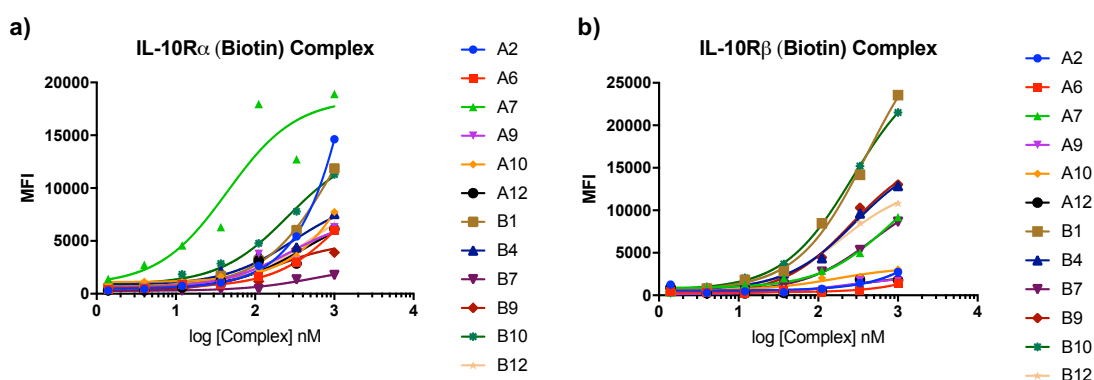 a)
IL-10Rα (Biotin) Complex
20000
15000
10000
5000
0
MFI
0
1
2
3
4
log [Complex] nM
A2
A6
A7
A9
A10
A12
B1
B4
B7
B9
B10
B12
b)
IL-10Rβ (Biotin) Complex
25000
20000
15000
10000
5000
0
MFI
0
1
2
3
4
log [Complex] nM
A2
A6
A7
A9
A10
A12
B1
B4
B7
B9
B10
B12